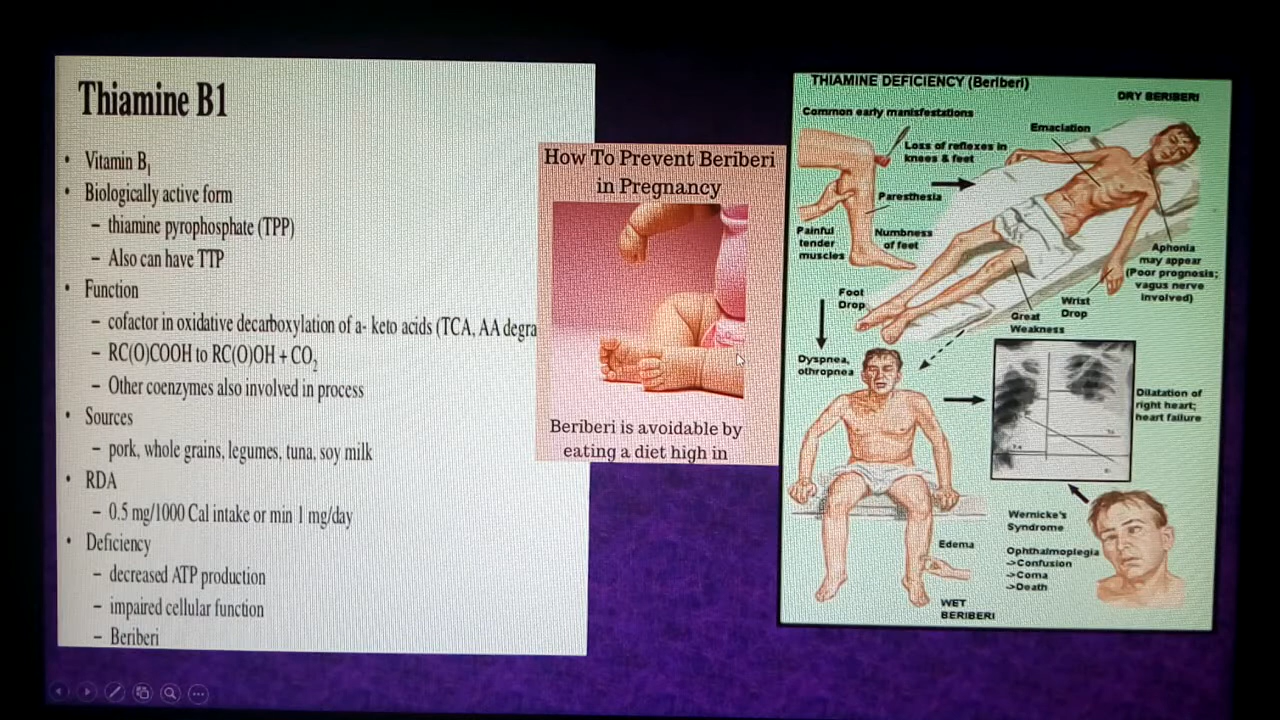 Thiamine B1
• Vitamin B₁
• Biologically active form
– thiamine pyrophosphate (TPP)
– Also can have TTP
• Function
– cofactor in oxidative decarboxylation of a- keto acids (TCA, AA degra
– RC(O)COOH to RC(O)OH + CO₂
– Other coenzymes also involved in process
• Sources
– pork, whole grains, legumes, tuna, soy milk
• RDA
– 0.5 mg/1000 Cal intake or min 1 mg/day
• Deficiency
– decreased ATP production
– impaired cellular function
– Beriberi
How To Prevent Beriberi
in Pregnancy
Beriberi is avoidable by
eating a diet high in
THIAMINE DEFICIENCY (Beriberi)
DRY BERIBERI
Common early manisfestations
Emaciation
Loss of reflexes in
knees & feet
Paresthesia
Painful
tender
muscles
Numbness
of feet
Aphonia
may appear
(Poor prognosis;
vagus nerve
involved)
Foot
Drop
Wrist
Drop
Great
Weakness
Dyspnea,
othropnea
Dilatation of
right heart;
heart failure
Wernicke's
Syndrome
Edema
Ophthalmoplegia
->Confusion
->Coma
->Death
WET
BERIBERI